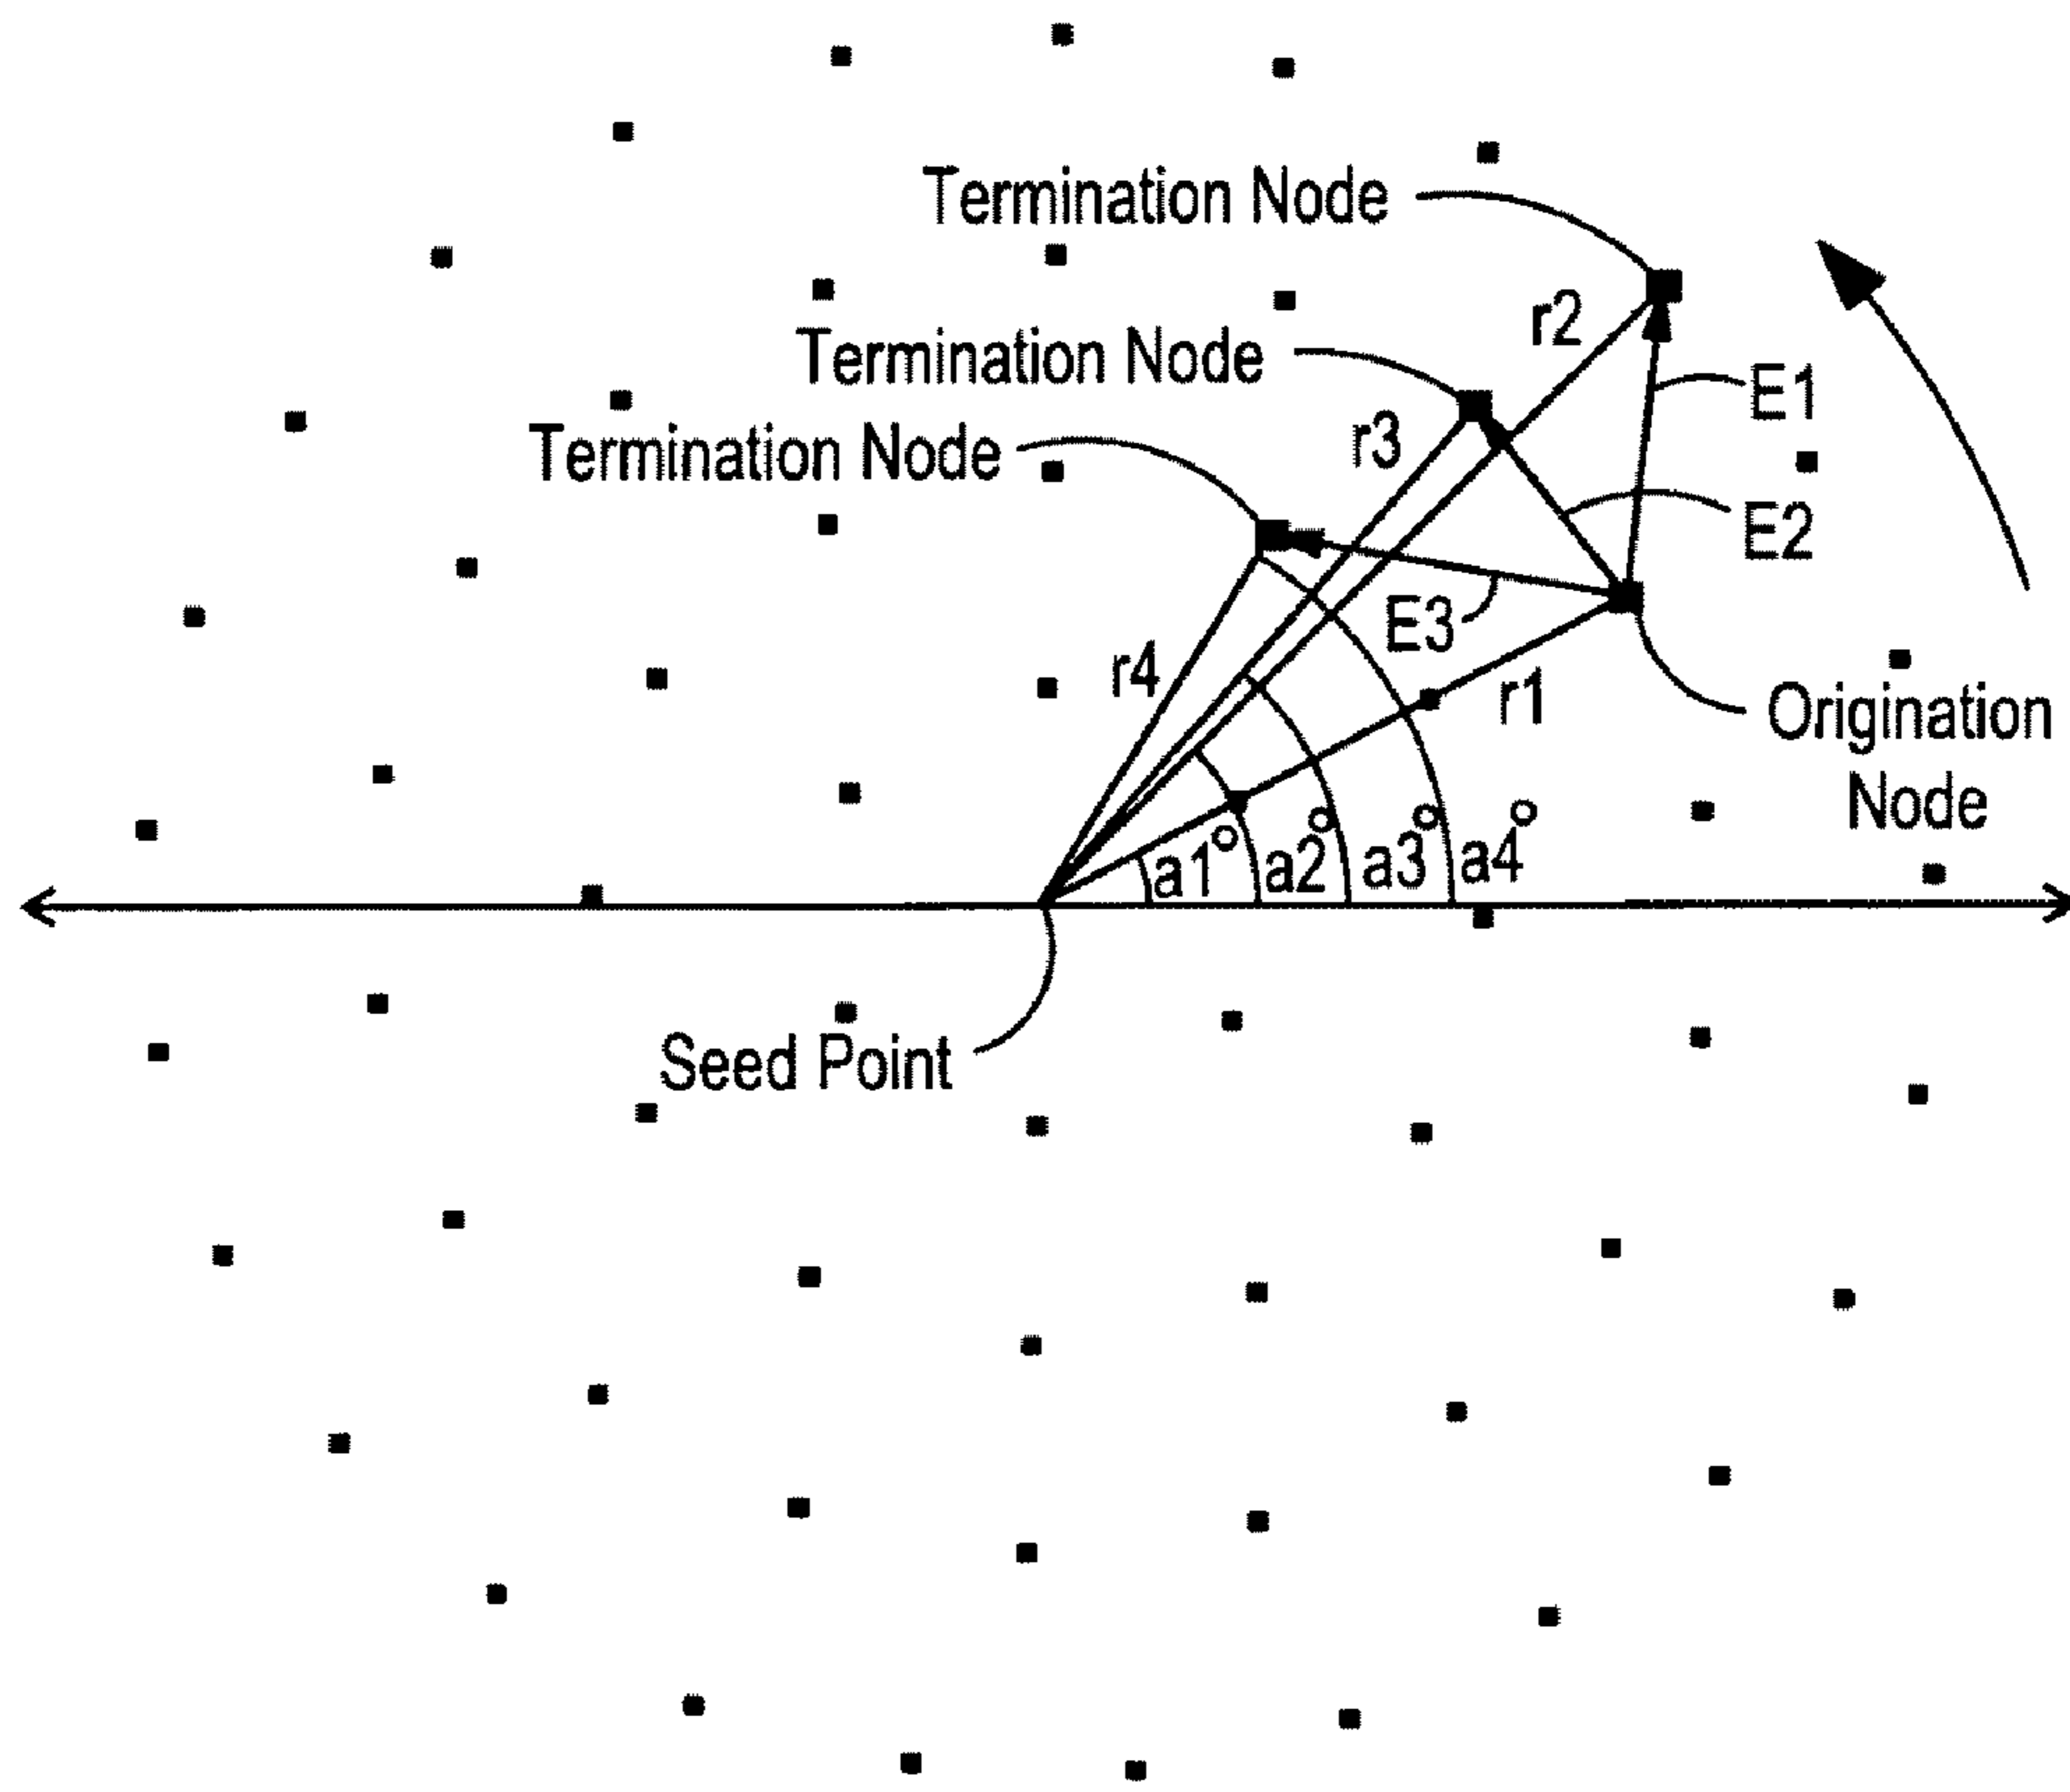 Termination Node
r2
Termination Node
E1
r3
Termination Node
E2
E3
r4
r1
Origination
Node
a1° a2° a3° a4°
Seed Point